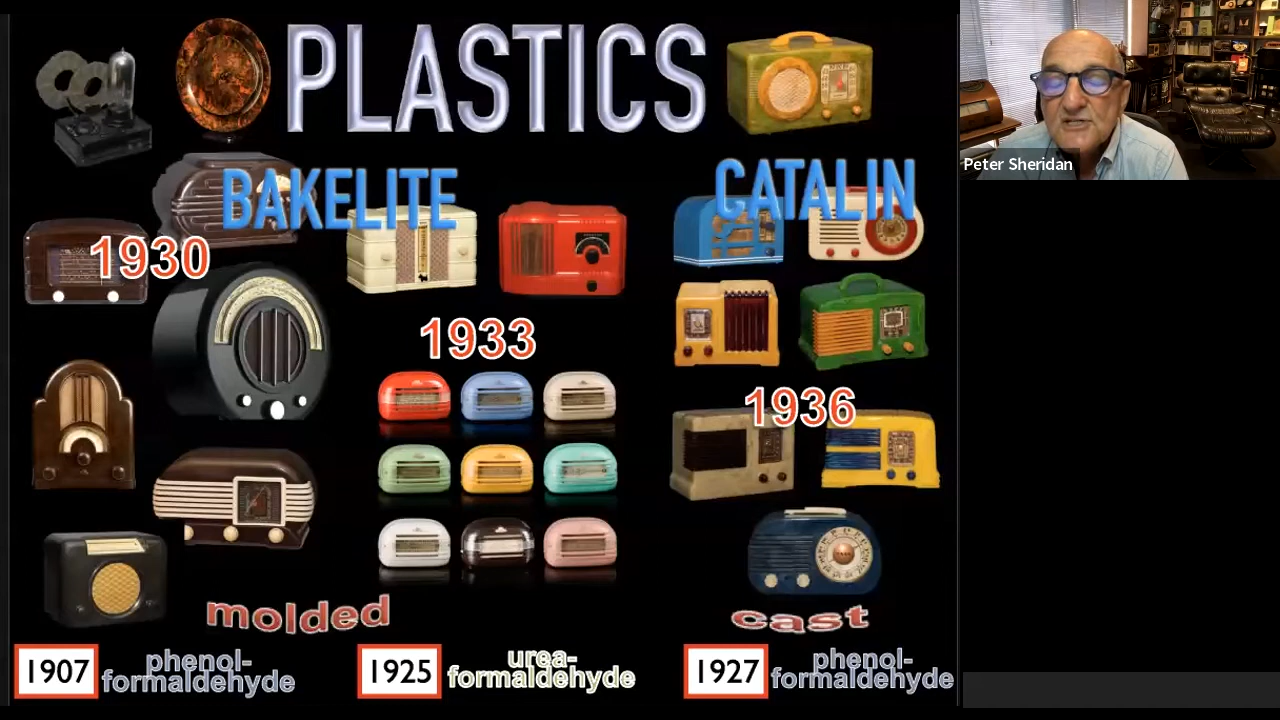 PLASTICS
BAKELITE
CATALIN
1930
1933
1936
molded
cast
1907
phenol-
formaldehyde
1925
urea-
formaldehyde
1927
phenol-
formaldehyde
Peter Sheridan